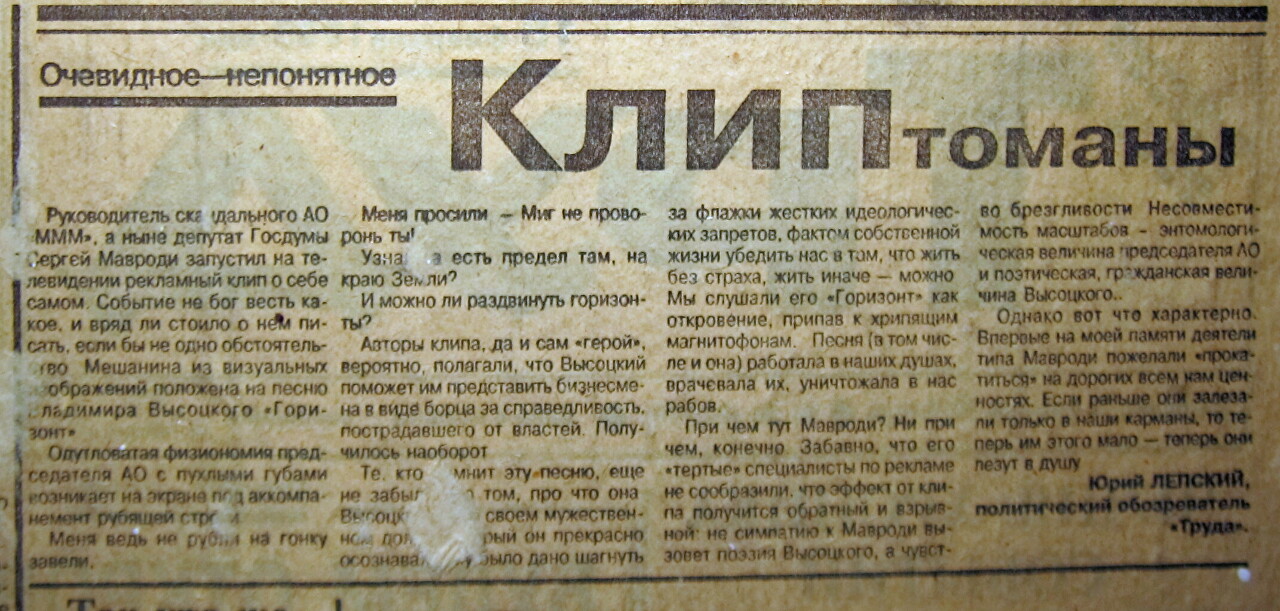 Очевидное—непонятное
Клиптоманы
Руководитель скандального АО
МММ», а ныне депутат Госдумы
Сергей Мавроди запустил на те-
левидении рекламный клип о себе
самом. Событие не бог весть ка-
кое, и вряд ли стоило о нем пи-
сать, если бы не одно обстоятель-
тво Мешанина из визуальных
зображений положена на песню
Владимира Высоцкого «Гори-
зонт»
Одутловатая физиономия пред-
седателя АО с пухлыми губами
возникает на экране под аккомпа-
немент рубящей
Меня ведь не рубли на гонку
завели,
Меня просили – Миг не прово-
ронь ты!
есть предел там, на
краю Земли?
И можно ли раздвинуть горизон-
ты?
Авторы клипа, да и сам «герой»,
вероятно, полагали, что Высоцкий
поможет им представить бизнесме-
на в виде борца за справедливость,
пострадавшего от властей. Полу-
чилось наоборот
Те, кто мнит эту песню, еще
не забыл том, про что она
своем мужествен-
ном он прекрасно
было дано шагнуть
за флажки жестких идеологичес-
ких запретов, фактом собственной
жизни убедить нас в том, что жить
без страха, жить иначе — можно
Мы слушали его «Горизонт» как
откровение, припав к хрипящим
магнитофонам. Песня (в том чис-
ле и она) работала в наших душах,
врачевала их, уничтожала в нас
рабов.
При чем тут Мавроди? Ни при
чем, конечно Забавно, что его
«тертые» специалисты по рекламе
не сообразили, что эффект от кли-
па получится обратный и взрыв-
ной: не симпатию к Мавроди вы-
зовет поэзия Высоцкого, а чувст-
во брезгливости Несовмести-
мость масштабов – энтомологи-
ческая величина председателя АО
и поэтическая, гражданская вели-
чина Высоцкого..
Однако вот что характерно.
Впервые на моей памяти деятели
типа Мавроди пожелали «прока-
титься» на дорогих всем нам цен-
ностях. Если раньше они залеза-
ли только в наши карманы, то те-
перь им этого мало — теперь они
лезут в душу
Юрий ЛЕПСКИЙ,
политический обозреватель
«Труда».